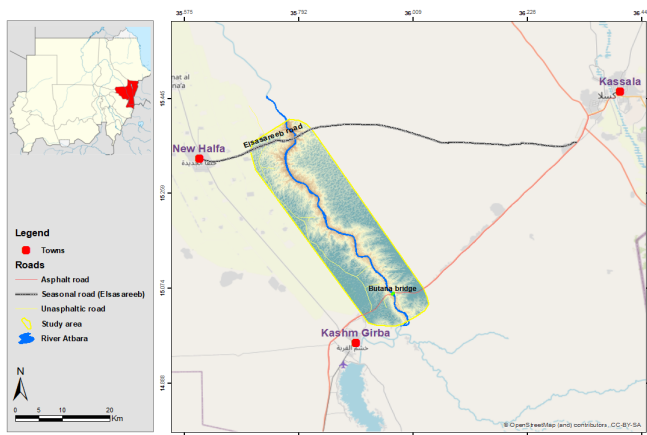 35.575
35.792
36.009
36.226
36.44
15.445
15.259
15.074
14.888
nat al
na'a
Kassala
كسلا
Elsasareeb road
New Halfa
حلفا الجديدة
Butana bridge
Kashm Girba
خشم القربة
Legend
Towns
Roads
Asphalt road
Seasonal road (Elsasareeb)
Unasphaltic road
Study area
River Atbara
N
0 5 10 20
Km
© OpenStreetMap (and) contributors, CC-BY-SA